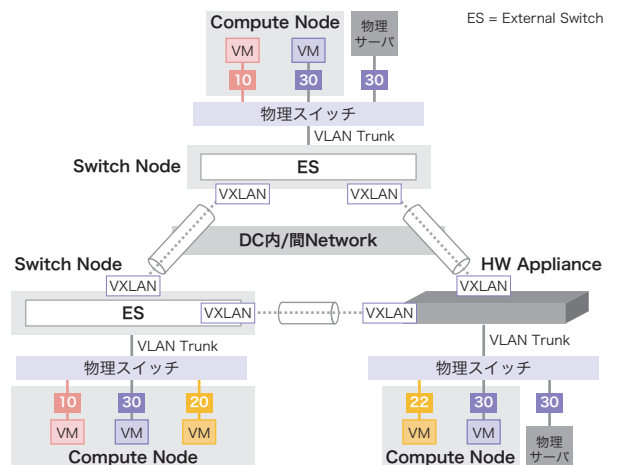 Compute Node
物理
サーバ
ES = External Switch
VM
VM
10
30
30
物理スイッチ
VLAN Trunk
Switch Node
ES
VXLAN
VXLAN
DC内/間Network
Switch Node
HW Appliance
VXLAN
VXLAN
ES
VXLAN
VXLAN
VLAN Trunk
VLAN Trunk
物理スイッチ
物理スイッチ
10
30
20
22
30
30
VM
VM
VM
VM
VM
物理
サーバ
Compute Node
Compute Node